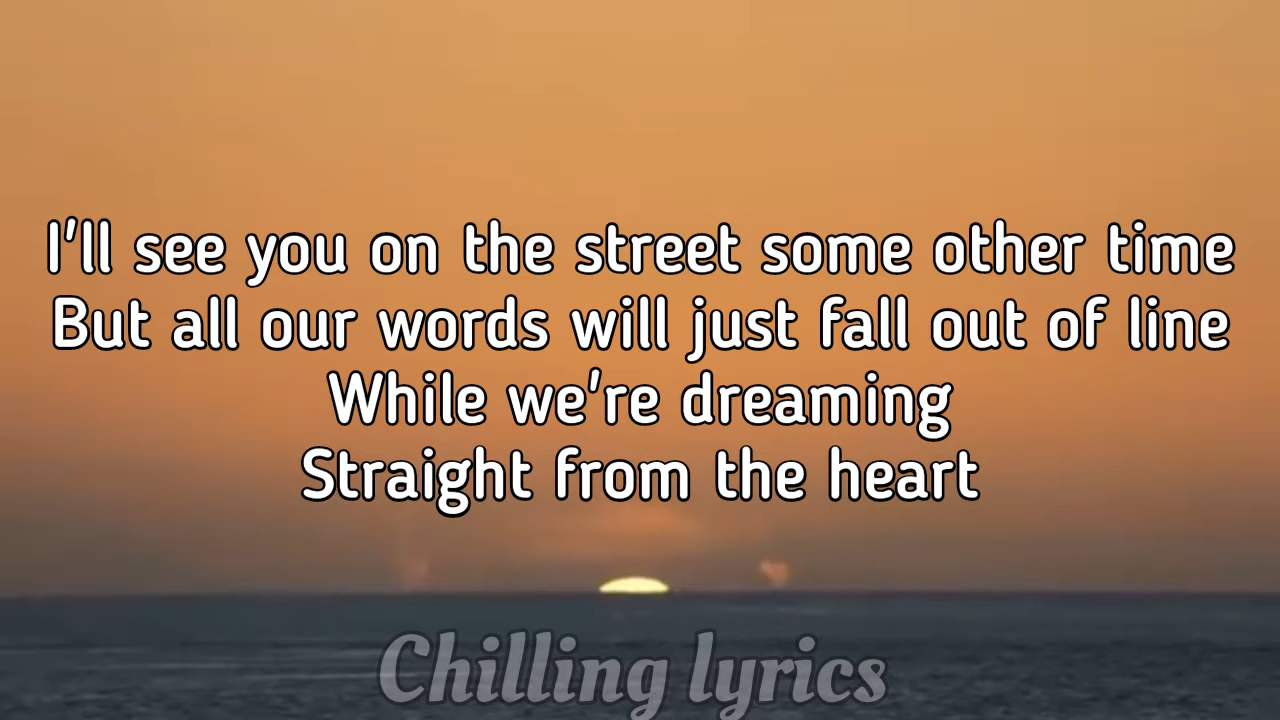 I'll see you on the street some other time
But all our words will just fall out of line
While we're dreaming
Straight from the heart
Chilling lyrics